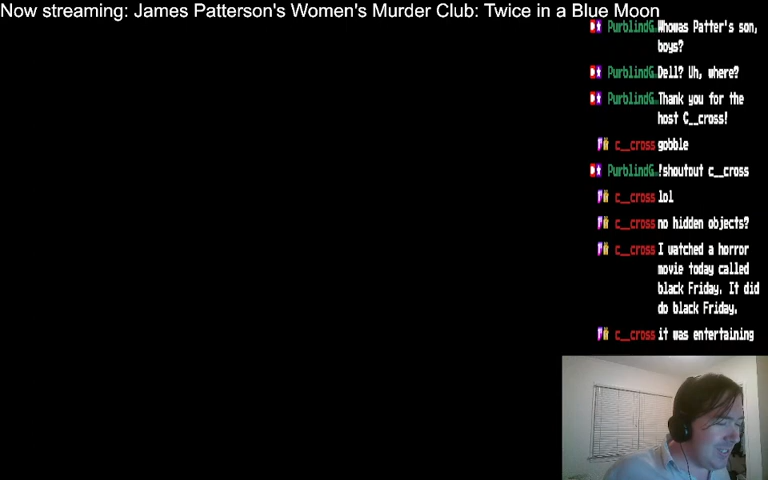 Now streaming: James Patterson's Women's Murder Club: Twice in a Blue Moon
PurblindG Whowas Patter's son,
boys?
PurblindG Dell? Uh, where?
PurblindG Thank you for the
host C__cross!
c__cross gobble
PurblindG !shoutout c__cross
c__cross lol
c__cross no hidden objects?
c__cross I watched a horror
movie today called
black Friday. It did
do black Friday.
c__cross it was entertaining